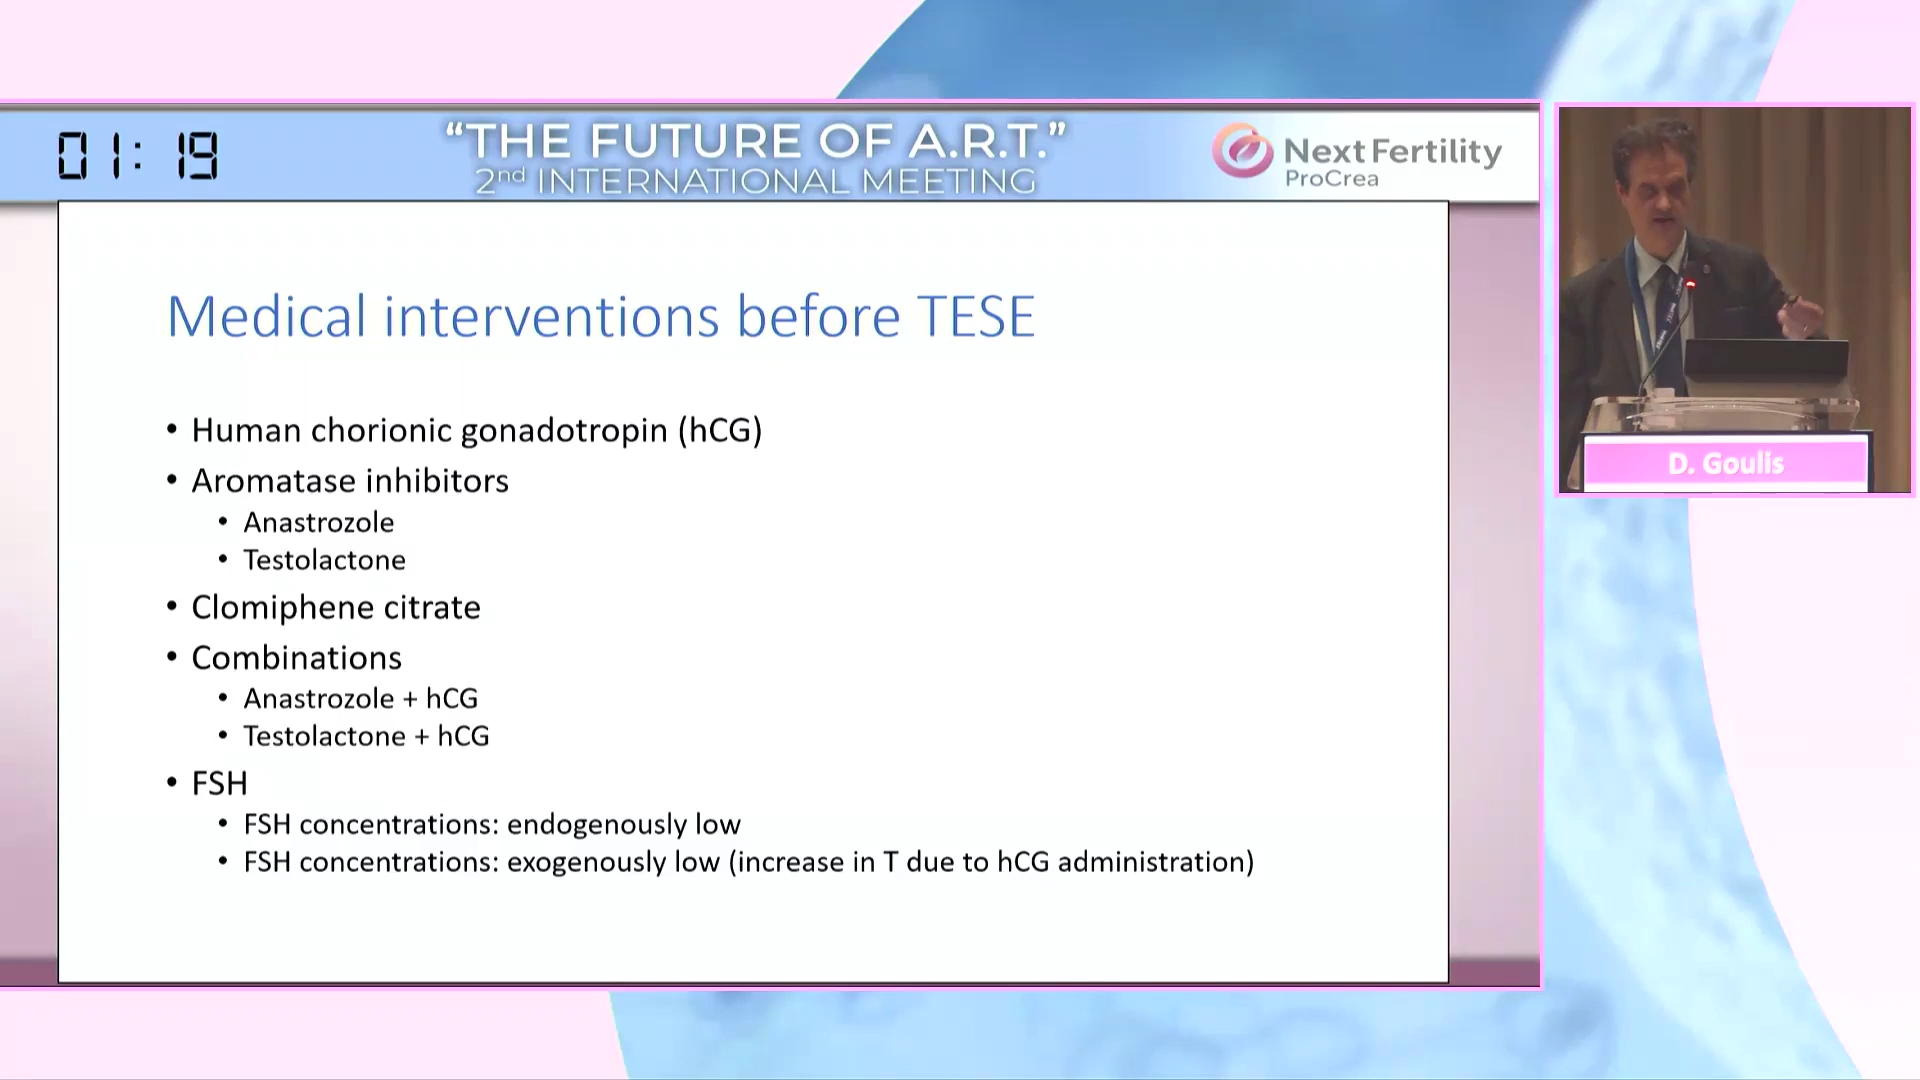 01: 19
“THE FUTURE OF A.R.T.”
2nd INTERNATIONAL MEETING
Next Fertility
ProCrea
Medical interventions before TESE
• Human chorionic gonadotropin (hCG)
• Aromatase inhibitors
• Anastrozole
• Testolactone
• Clomiphene citrate
• Combinations
• Anastrozole + hCG
• Testolactone + hCG
• FSH
• FSH concentrations: endogenously low
• FSH concentrations: exogenously low (increase in T due to hCG administration)
D. Goulis